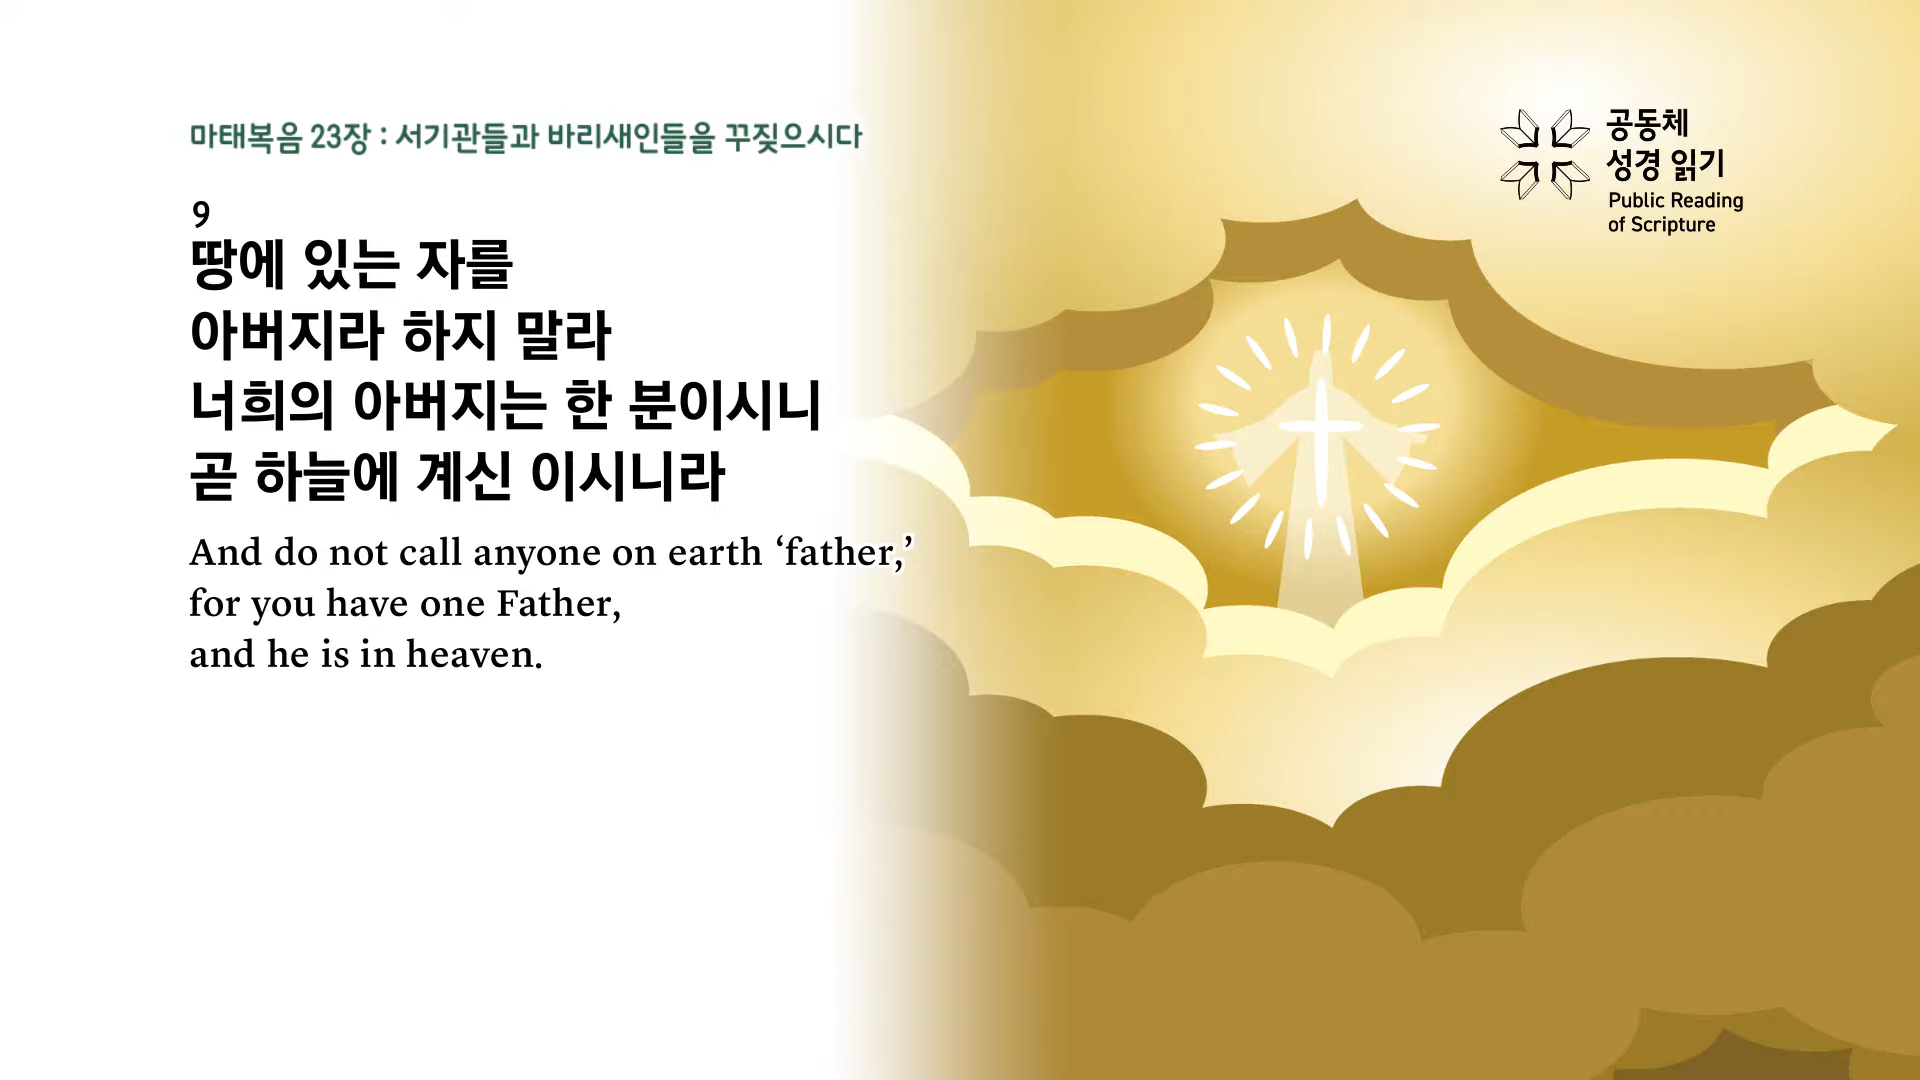 마태복음 23장 : 서기관들과 바리새인들을 꾸짖으시다
9
땅에 있는 자를
아버지라 하지 말라
너희의 아버지는 한 분이시니
곧 하늘에 계신 이시니라
And do not call anyone on earth ‘father,’
for you have one Father,
and he is in heaven.
공동체
성경 읽기
Public Reading
of Scripture